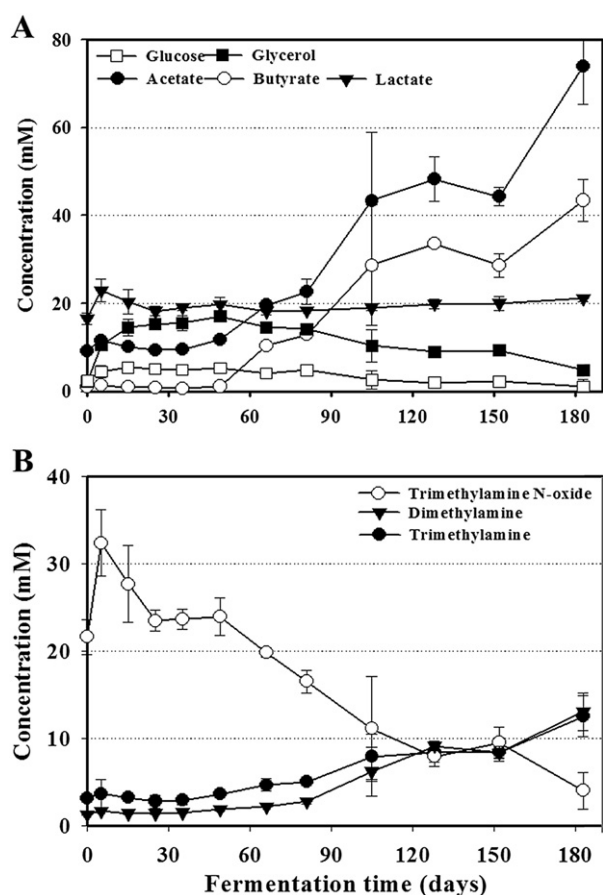 A
Glucose Glycerol
Acetate Butyrate Lactate
Concentration (mM)
80
60
40
20
0
0 30 60 90 120 150 180
B
Trimethylamine N-oxide
Dimethylamine
Trimethylamine
Concentration (mM)
40
30
20
10
0
0 30 60 90 120 150 180
Fermentation time (days)